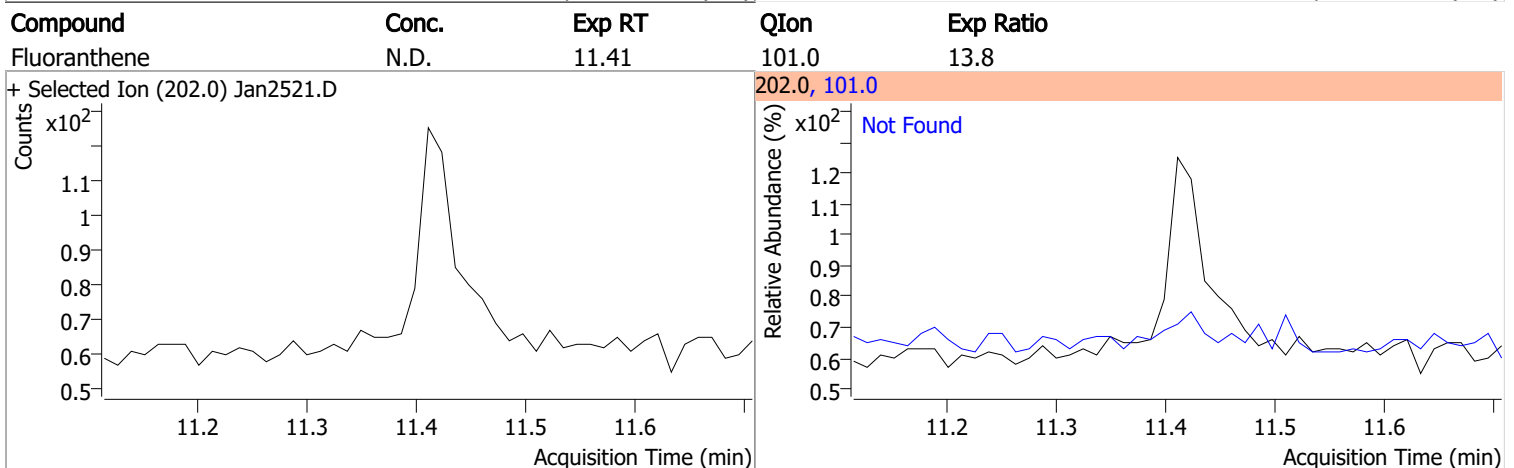 Compound Conc. Exp RT QIon Exp Ratio
Fluoranthene N.D. 11.41 101.0 13.8
+ Selected Ion (202.0) Jan2521.D
Counts
x10²
1.1
1
0.9
0.8
0.7
0.6
0.5
11.2 11.3 11.4 11.5 11.6
Acquisition Time (min)
202.0, 101.0
Relative Abundance (%)
x10²
Not Found
1.2
1.1
1
0.9
0.8
0.7
0.6
0.5
11.2 11.3 11.4 11.5 11.6
Acquisition Time (min)